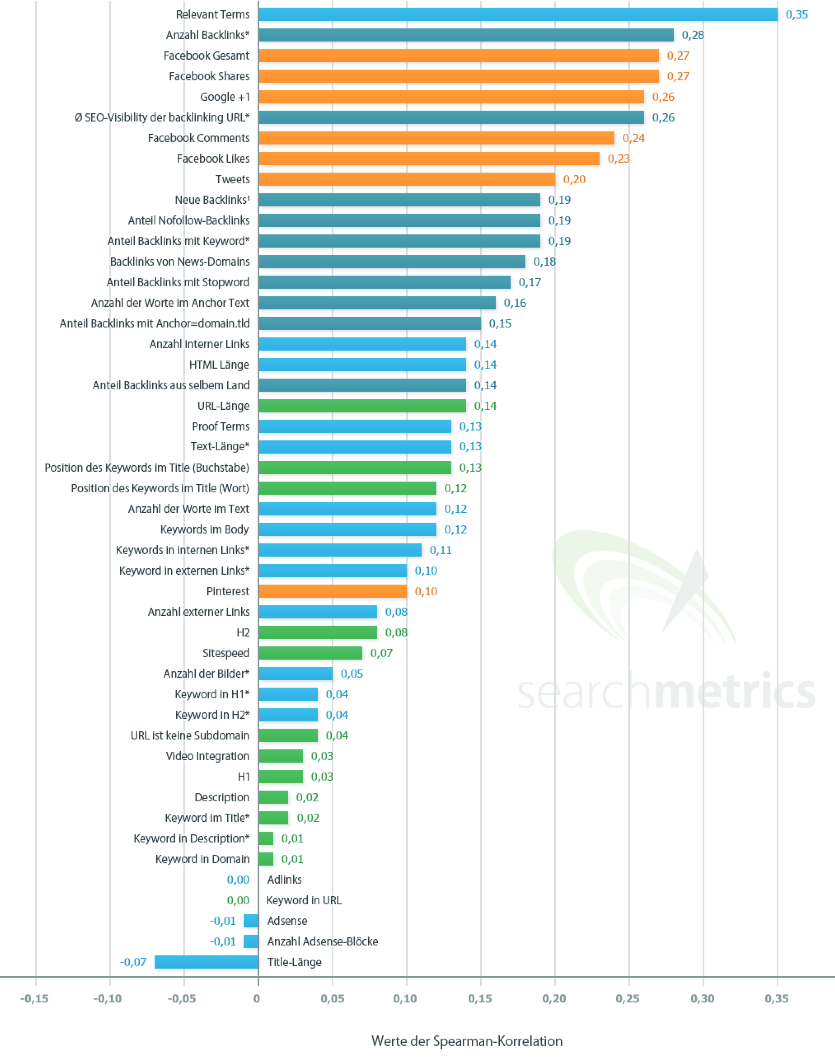 Relevant Terms 0,35
Anzahl Backlinks* 0,28
Facebook Gesamt 0,27
Facebook Shares 0,27
Google +1 0,26
Ø SEO-Visibility der backlinking URL* 0,26
Facebook Comments 0,24
Facebook Likes 0,23
Tweets 0,20
Neue Backlinks¹ 0,19
Anteil Nofollow-Backlinks 0,19
Anteil Backlinks mit Keyword* 0,19
Backlinks von News-Domains 0,18
Anteil Backlinks mit Stopword 0,17
Anzahl der Worte im Anchor Text 0,16
Anteil Backlinks mit Anchor=domain.tld 0,15
Anzahl interner Links 0,14
HTML Länge 0,14
Anteil Backlinks aus selbem Land 0,14
URL-Länge 0,14
Proof Terms 0,13
Text-Länge* 0,13
Position des Keywords im Title (Buchstabe) 0,13
Position des Keywords im Title (Wort) 0,12
Anzahl der Worte im Text 0,12
Keywords im Body 0,12
Keywords in internen Links* 0,11
Keyword in externen Links* 0,10
Pinterest 0,10
Anzahl externer Links 0,08
H2 0,08
Sitespeed 0,07
Anzahl der Bilder* 0,05
Keyword in H1* 0,04
Keyword in H2* 0,04
URL ist keine Subdomain 0,04
Video Integration 0,03
H1 0,03
Description 0,02
Keyword im Title* 0,02
Keyword in Description* 0,01
Keyword in Domain 0,01
0,00 Adlinks
0,00 Keyword in URL
-0,01 Adsense
-0,01 Anzahl Adsense-Blöcke
-0,07 Title-Länge
searchmetrics
-0,15 -0,10 -0,05 0 0,05 0,10 0,15 0,20 0,25 0,30 0,35
Werte der Spearman-Korrelation